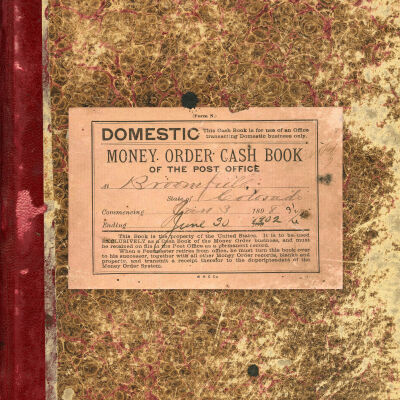 (Form N.)
DOMESTIC This Cash Book is for use of an Office transacting Domestic business only.
MONEY ORDER CASH BOOK
OF THE POST OFFICE
At Broomfield
State of Colorado
Commencing Jan 3 1898
Ending June 30 1902
This Book is the property of the United States. It is to be used
EXCLUSIVELY as a Cash Book of the Money Order business, and must
be retained on file in the Post Office as a permanent record.
When a Postmaster retires from office, he must turn this book over
to his successor, together with all other Money Order records, blanks and
property, and transmit a receipt therefor to the Superintendent of the
Money Order System.